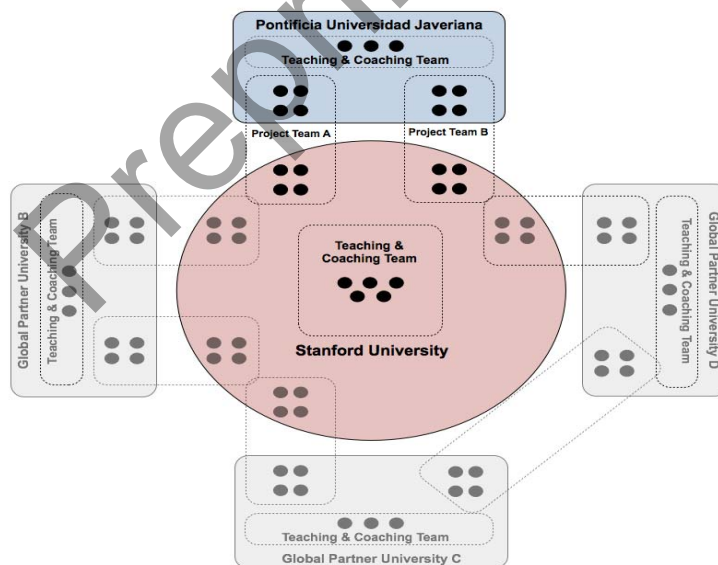 Pontificia Universidad Javeriana
Teaching & Coaching Team
Project Team A
Project Team B
Global Partner University B
Teaching & Coaching Team
Teaching &
Coaching Team
Stanford University
Teaching & Coaching Team
Global Partner University D
Teaching & Coaching Team
Global Partner University C